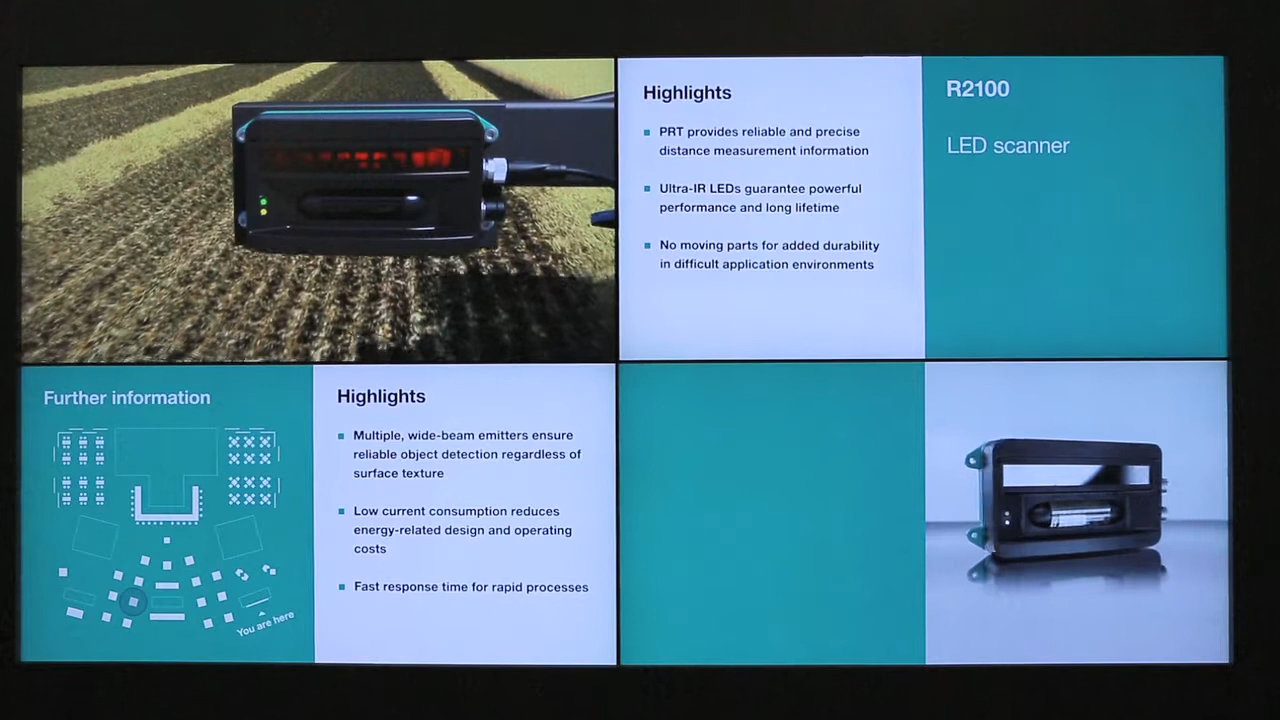 Highlights
PRT provides reliable and precise
distance measurement information
Ultra-IR LEDs guarantee powerful
performance and long lifetime
No moving parts for added durability
in difficult application environments
R2100
LED scanner
Further information
You are here
Highlights
Multiple, wide-beam emitters ensure
reliable object detection regardless of
surface texture
Low current consumption reduces
energy-related design and operating
costs
Fast response time for rapid processes